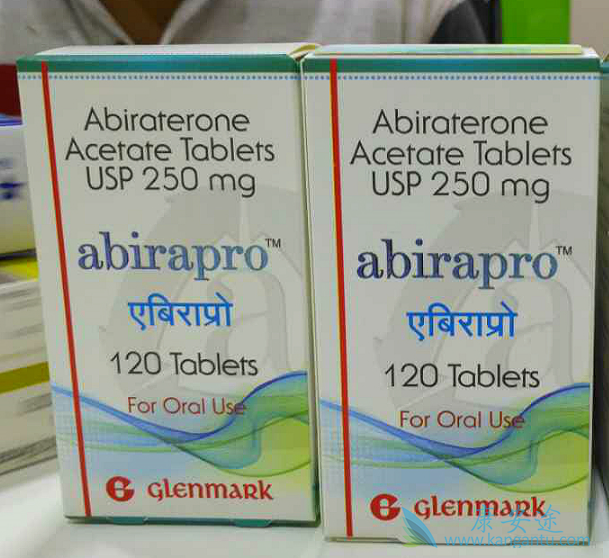 Abiraterone
Acetate Tablets
USP 250 mg
abirapro™
एबिराप्रो
120 Tablets
For Oral Use
GLENMARK
Abiraterone
Acetate Tablets
USP 250 mg
abirapro™
एबिराप्रो
120 Tablets
For Oral Use
GLENMARK
康安途
www.kangantu.com